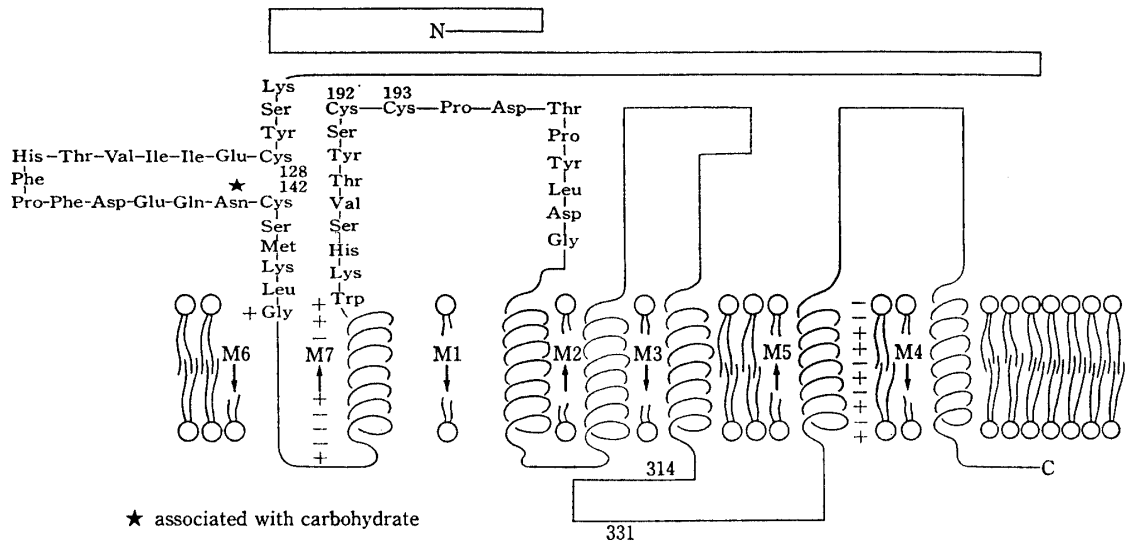 N
Lys
192 193
Ser Cys–Cys–Pro–Asp–Thr
Tyr Ser Pro
His–Thr–Val–Ile–Ile–Glu–Cys Tyr Tyr
128
Phe Thr Leu
★ 142
Pro–Phe–Asp–Glu–Gln–Asn–Cys Val Asp
Ser Ser Gly
Met His
Lys Lys
Leu Trp
+ Gly + −
+ −
− +
+
M6 M7 M1 M2 M3 M5 M4
−
+ +
− −
− +
− −
+ +
314 C
331
★ associated with carbohydrate